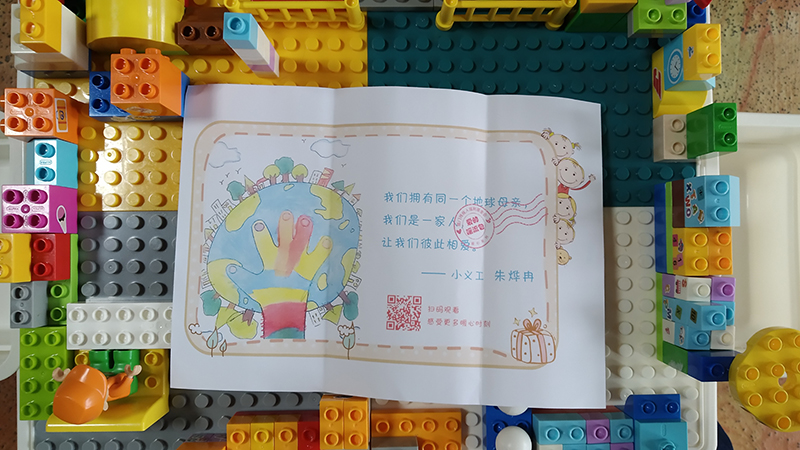 我们拥有同一个地球母亲，
我们是一家
让我们彼此相爱。
—— 小义工 朱烨冉
扫码观看
感受更多暖心时刻